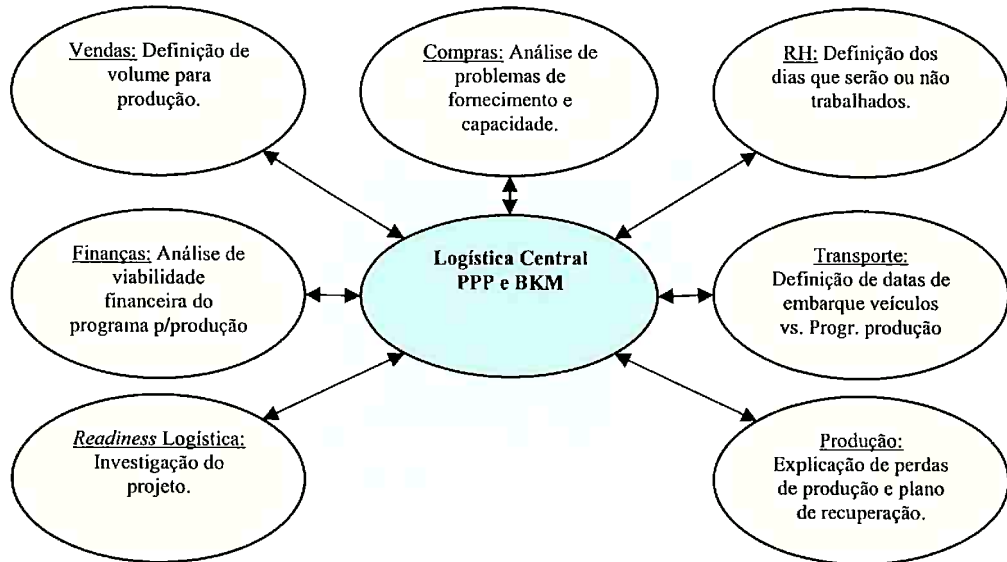 Vendas: Definição de
volume para
produção.
Compras: Análise de
problemas de
fornecimento e
capacidade.
RH: Definição dos
dias que serão ou não
trabalhados.
Finanças: Análise de
viabilidade
financeira do
programa p/produção
Logística Central
PPP e BKM
Transporte:
Definição de datas de
embarque veículos
vs. Progr. produção
Readiness Logística:
Investigação do
projeto.
Produção:
Explicação de perdas
de produção e plano
de recuperação.